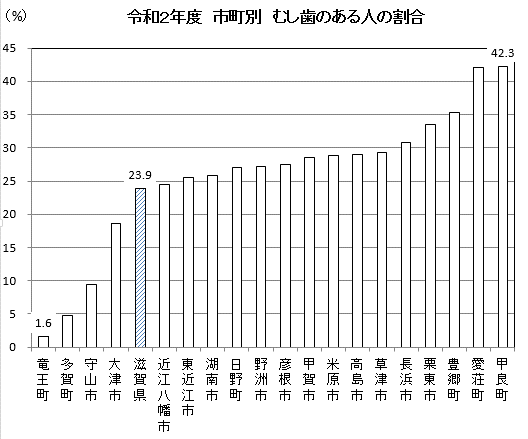 令和2年度　市町別　むし歯のある人の割合
(%)
45
40
35
30
25
20
15
10
5
0
1.6
23.9
42.3
竜王町
多賀町
守山市
大津市
滋賀県
近江八幡市
東近江市
湖南市
日野町
野洲市
彦根市
甲賀市
米原市
高島市
草津市
長浜市
栗東市
豊郷町
愛荘町
甲良町